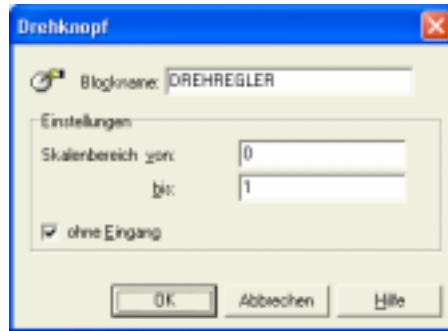 Drehknopf
Blockname: DREHREGLER
Einstellungen
Skalenbereich von: 0
bis: 1
ohne Eingang
OK Abbrechen Hilfe